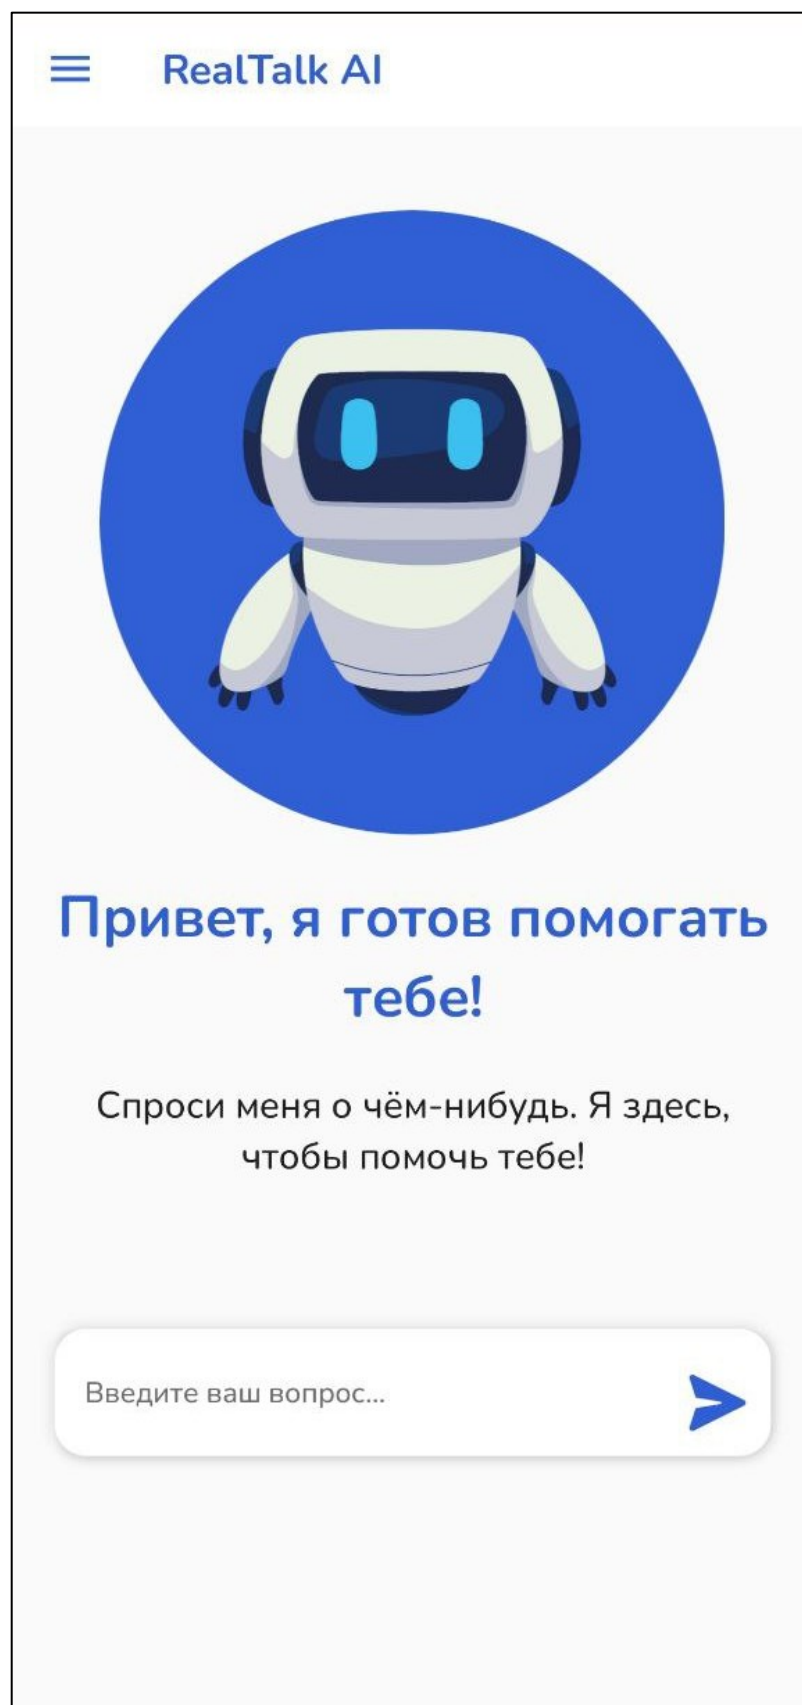 RealTalk AI
Привет, я готов помогать
тебе!
Спроси меня о чём-нибудь. Я здесь,
чтобы помочь тебе!
Введите ваш вопрос...